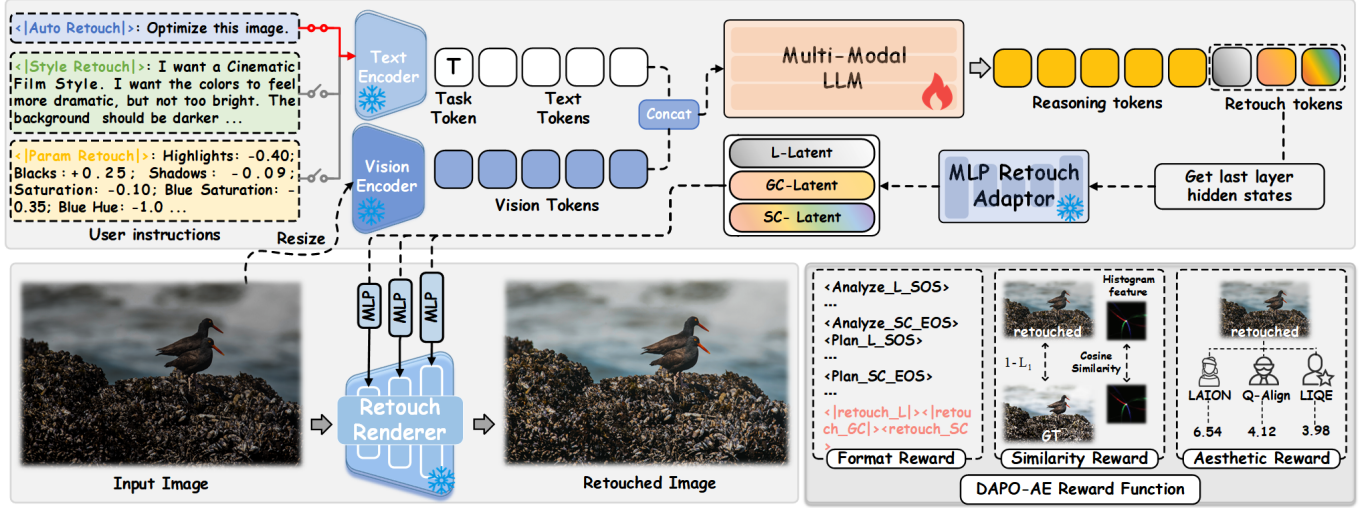 <|Auto Retouch|>: Optimize this image.
<|Style Retouch|>: I want a Cinematic
Film Style. I want the colors to feel
more dramatic, but not too bright. The
background should be darker ...
<|Param Retouch|>: Highlights: -0.40;
Blacks:+0.25; Shadows: -0.09;
Saturation: -0.10; Blue Saturation: -
0.35; Blue Hue: -1.0 ...
User instructions
Resize
Text
Encoder
Vision
Encoder
T
Task
Token
Text
Tokens
Vision Tokens
Concat
Multi-Modal
LLM
Reasoning tokens
Retouch tokens
L-Latent
GC-Latent
SC- Latent
MLP Retouch
Adaptor
Get last layer
hidden states
MLP
MLP
MLP
Retouch
Renderer
Input Image
Retouched Image
<Analyze_L_SOS>
...
<Analyze_SC_EOS>
<Plan_L_SOS>
...
<Plan_SC_EOS>
...
<|retouch_L|><|retou
ch_GC|><retouch_SC
>
Format Reward
retouched
1-L₁
GT
Histogram
feature
Cosine
Similarity
Similarity Reward
retouched
LAION
Q-Align
LIQE
6.54
4.12
3.98
Aesthetic Reward
DAPO-AE Reward Function